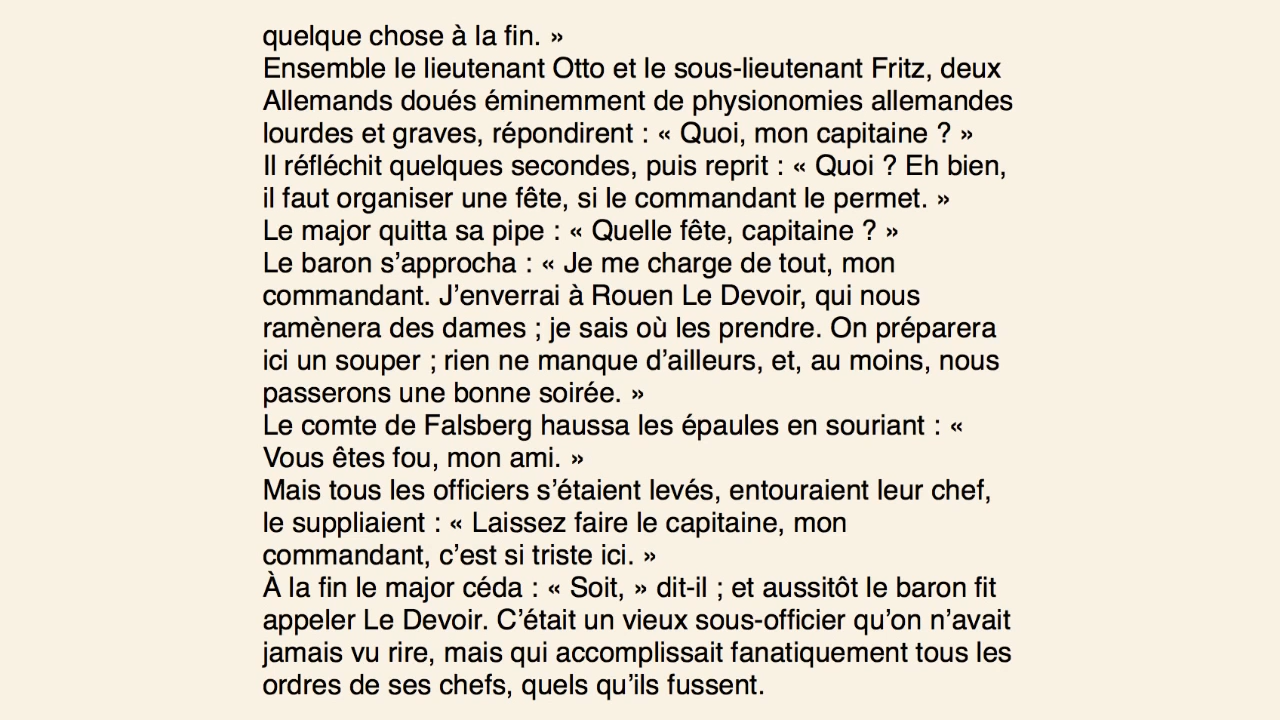 quelque chose à la fin. »
Ensemble le lieutenant Otto et le sous-lieutenant Fritz, deux
Allemands doués éminemment de physionomies allemandes
lourdes et graves, répondirent : « Quoi, mon capitaine ? »
Il réfléchit quelques secondes, puis reprit : « Quoi ? Eh bien,
il faut organiser une fête, si le commandant le permet. »
Le major quitta sa pipe : « Quelle fête, capitaine ? »
Le baron s’approcha : « Je me charge de tout, mon
commandant. J’enverrai à Rouen Le Devoir, qui nous
ramènera des dames ; je sais où les prendre. On préparera
ici un souper ; rien ne manque d’ailleurs, et, au moins, nous
passerons une bonne soirée. »
Le comte de Falsberg haussa les épaules en souriant : «
Vous êtes fou, mon ami. »
Mais tous les officiers s’étaient levés, entouraient leur chef,
le suppliaient : « Laissez faire le capitaine, mon
commandant, c’est si triste ici. »
À la fin le major céda : « Soit, » dit-il ; et aussitôt le baron fit
appeler Le Devoir. C’était un vieux sous-officier qu’on n’avait
jamais vu rire, mais qui accomplissait fanatiquement tous les
ordres de ses chefs, quels qu’ils fussent.